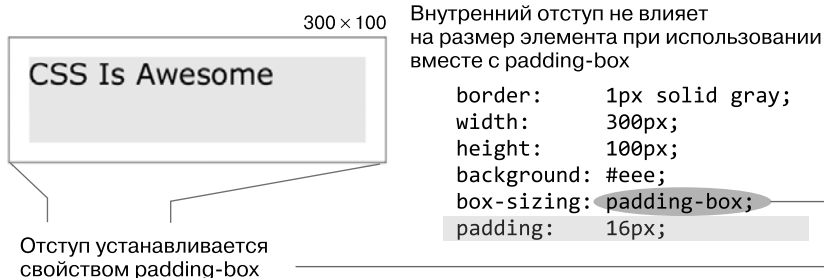 300 × 100
CSS Is Awesome
Отступ устанавливается
свойством padding-box
Внутренний отступ не влияет
на размер элемента при использовании
вместе с padding-box
border: 1px solid gray;
width: 300px;
height: 100px;
background: #eee;
box-sizing: padding-box;
padding: 16px;